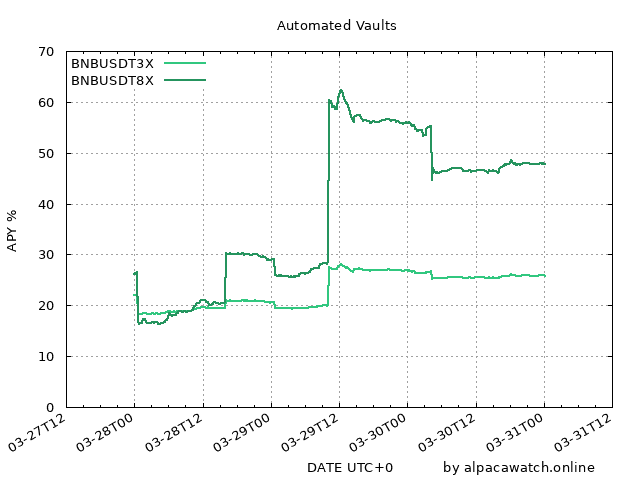 Automated Vaults
BNBUSDT3X
BNBUSDT8X
APY %
70
60
50
40
30
20
10
0
03-27T12
03-28T00
03-28T12
03-29T00
03-29T12
03-30T00
03-30T12
03-31T00
03-31T12
DATE UTC+0
by alpacawatch.online